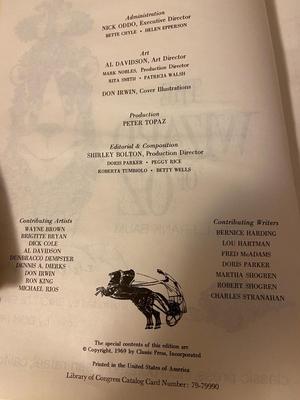 Administration
NICK ODDO, Executive Director
BETTE CHYLE • HELEN EPPERSON
Art
AL DAVIDSON, Art Director
MARK NOBLES, Production Director
RITA SMITH • PATRICIA WALSH
DON IRWIN, Cover Illustrations
Production
PETER TOPAZ
Editorial & Composition
SHIRLEY BOLTON, Production Director
DORIS PARKER • PEGGY RICE
ROBERTA TUMBIOLO • BETTY WELLS
Contributing Artists
WAYNE BROWN
BRIGITTE BRYAN
DICK COLE
AL DAVIDSON
DUNBRACCO DEMPSTER
DENNIS A. DIERKS
DON IRWIN
RON KING
MICHAEL RIOS
Contributing Writers
BERNICE HARDING
LOU HARTMAN
FRED McADAMS
DORIS PARKER
MARTHA SHOGREN
ROBERT SHOGREN
CHARLES STRANAHAN
The special contents of this edition are
© Copyright, 1969 by Classic Press, Incorporated
Printed in the United States of America
Library of Congress Catalog Card Number: 79-79990